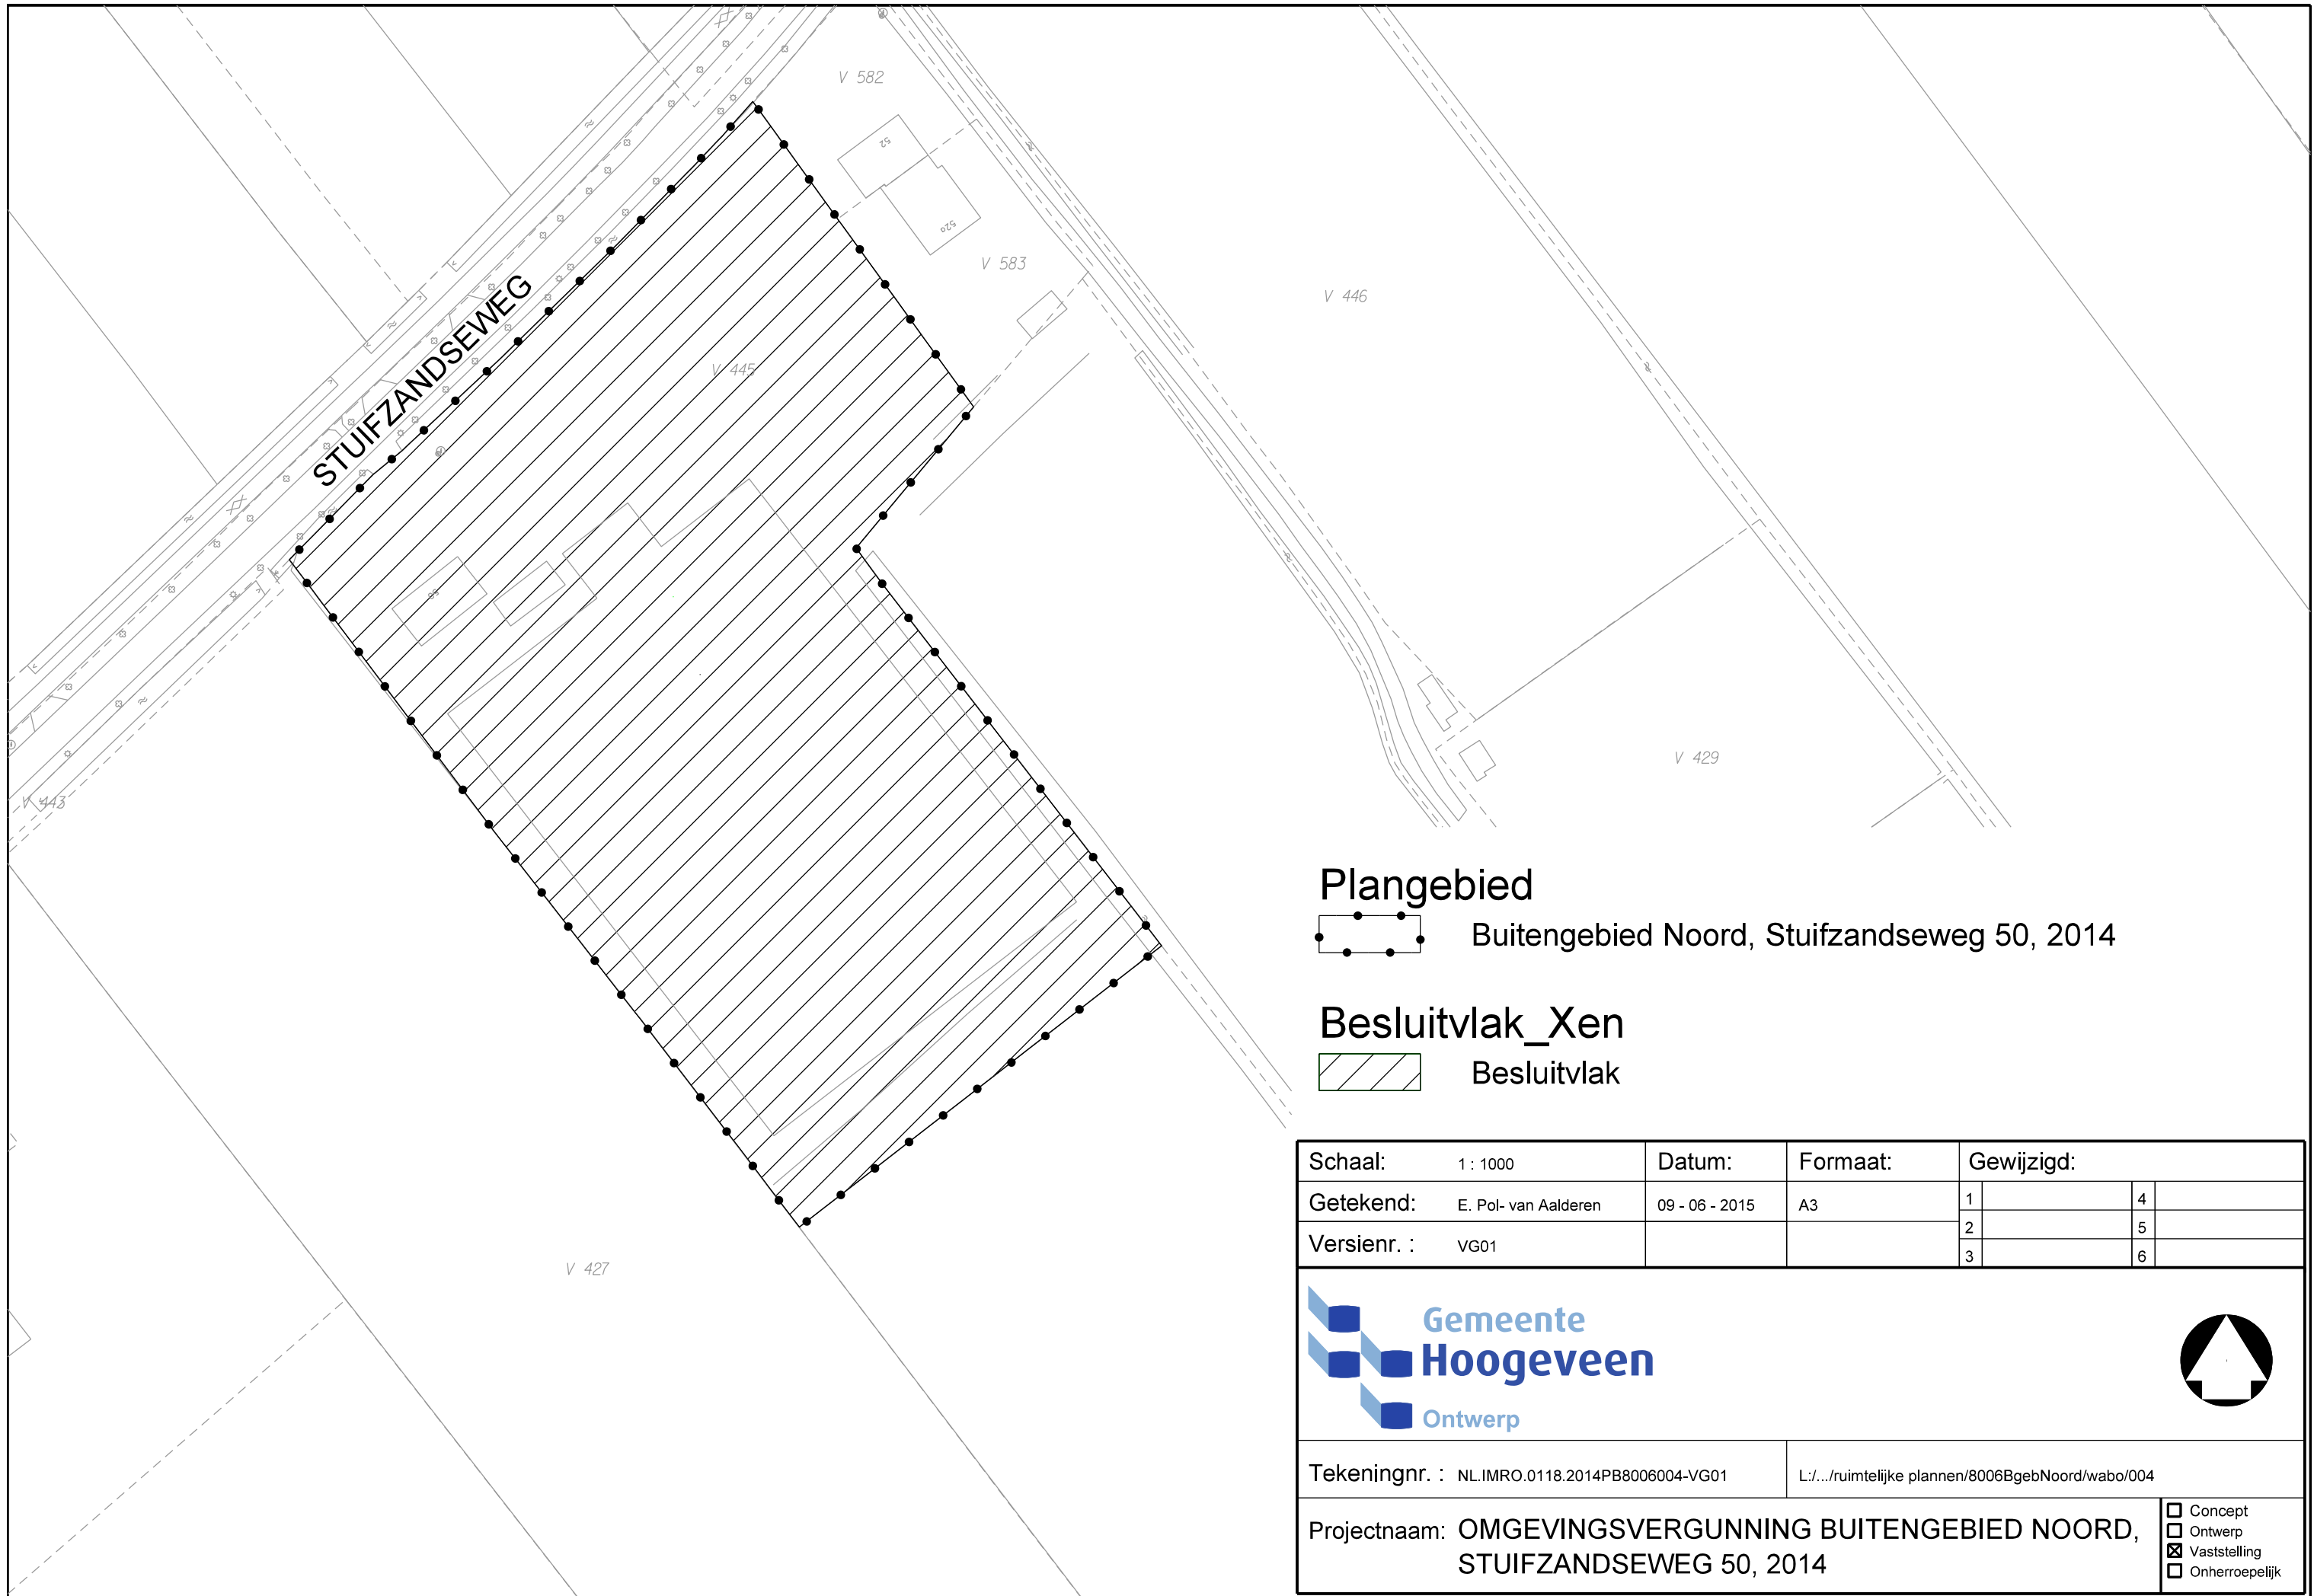 V 582
52
52a
V 583
V 446
STUIFZANDSEWEG
V 445
50
V 443
V 429
V 427
Plangebied
Buitengebied Noord, Stuifzandseweg 50, 2014
Besluitvlak_Xen
Besluitvlak
Schaal: 1 : 1000 Datum: Formaat: Gewijzigd:
Getekend: E. Pol- van Aalderen 09 - 06 - 2015 A3 1 4
2 5
Versienr. : VG01
3 6
Gemeente
Hoogeveen
Ontwerp
Tekeningnr. : NL.IMRO.0118.2014PB8006004-VG01 L:/.../ruimtelijke plannen/8006BgebNoord/wabo/004
Projectnaam: OMGEVINGSVERGUNNING BUITENGEBIED NOORD,
STUIFZANDSEWEG 50, 2014
Concept
Ontwerp
Vaststelling
Onherroepelijk